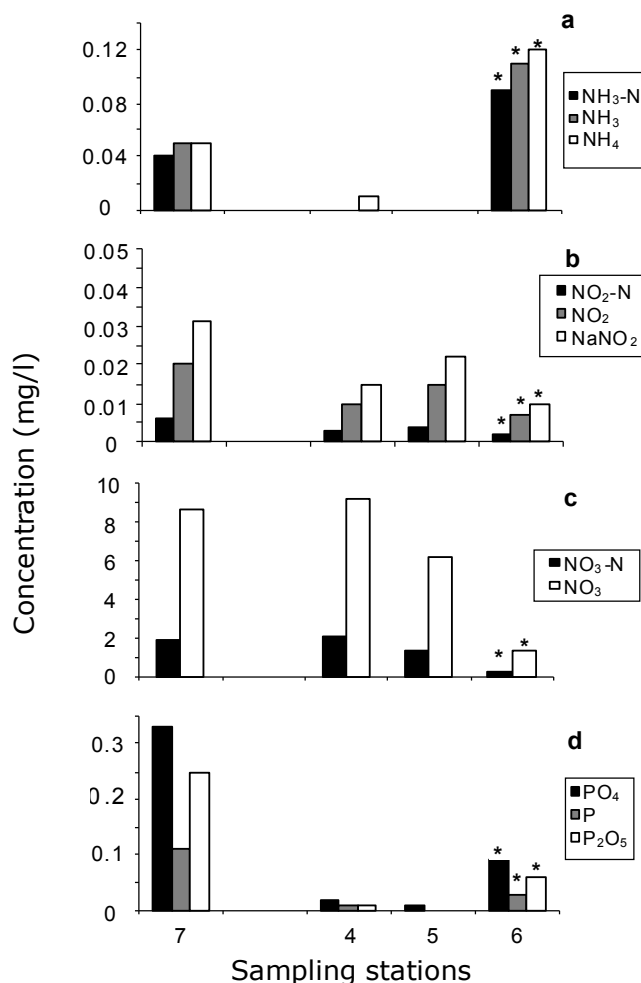 a
0.12
0.08
0.04
0
* * *
NH₃-N
NH₃
NH₄
b
0.05
0.04
0.03
0.02
0.01
0
* * *
NO₂-N
NO₂
NaNO₂
c
10
8
6
4
2
0
* *
NO₃-N
NO₃
d
0.3
0.2
0.1
0
* * *
PO₄
P
P₂O₅
7 4 5 6
Sampling stations
Concentration (mg/l)